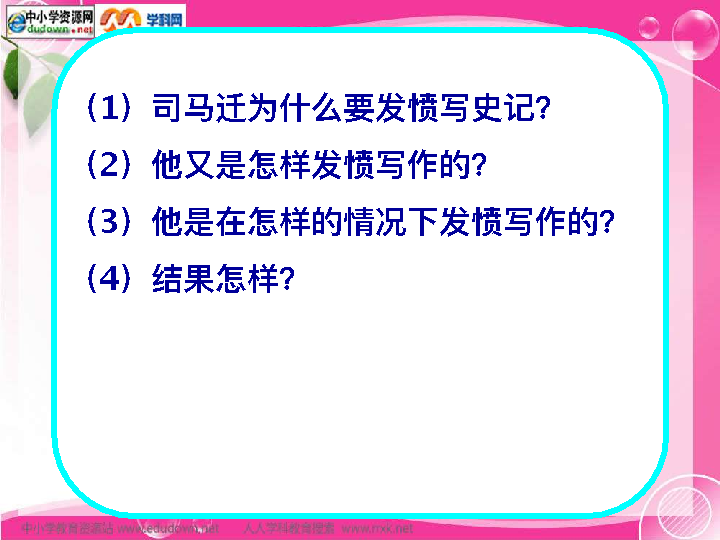 中小学资源网
dudown.net
学科网
(1) 司马迁为什么要发愤写史记?
(2) 他又是怎样发愤写作的?
(3) 他是在怎样的情况下发愤写作的?
(4) 结果怎样?
中小学教育资源站 www.edudown.net 人人学科教育搜索 www.rrxk.net